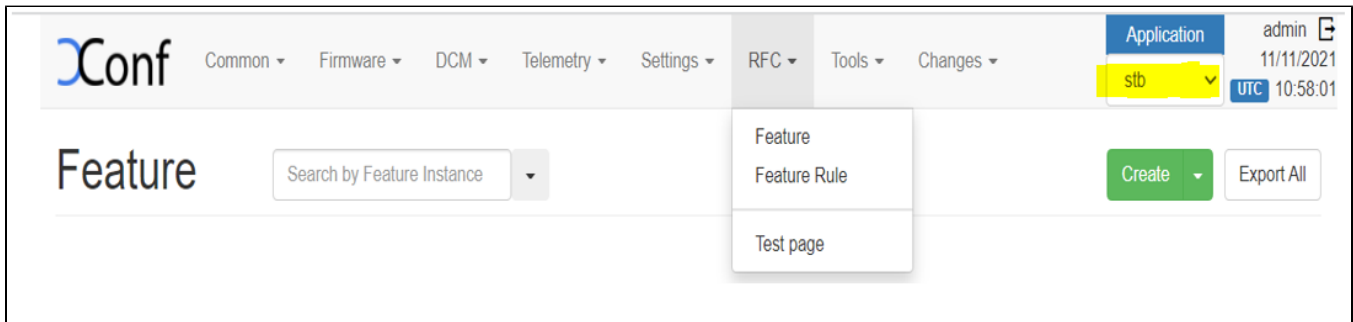 XConf Common Firmware DCM Telemetry Settings RFC Tools Changes
Application
stb
admin
11/11/2021
UTC 10:58:01
Feature
Search by Feature Instance
Create
Export All
Feature
Feature Rule
Test page